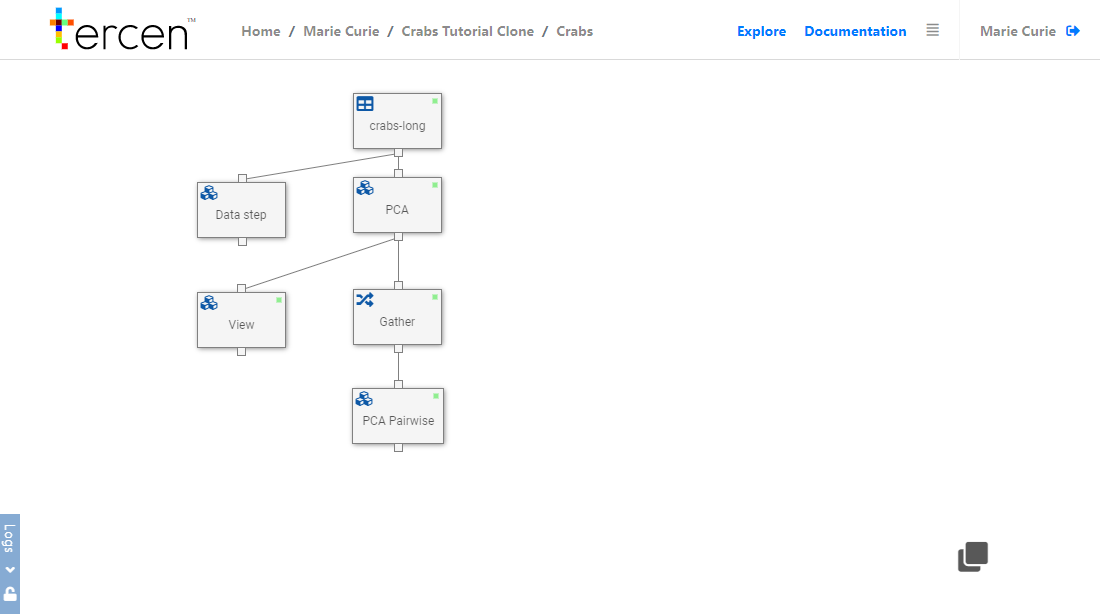 tercen™
Home / Marie Curie / Crabs Tutorial Clone / Crabs
Explore Documentation
Marie Curie
crabs-long
Data step
PCA
View
Gather
PCA Pairwise
Logs